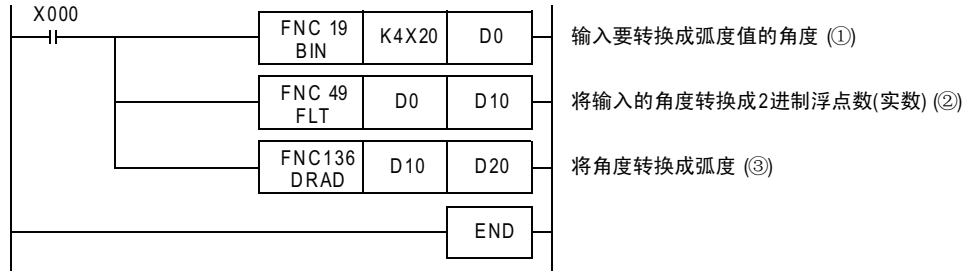 X000
FNC 19
BIN
K4X20
D0
输入要转换成弧度值的角度 (①)
FNC 49
FLT
D0
D10
将输入的角度转换成2进制浮点数(实数) (②)
FNC136
DRAD
D10
D20
将角度转换成弧度 (③)
END